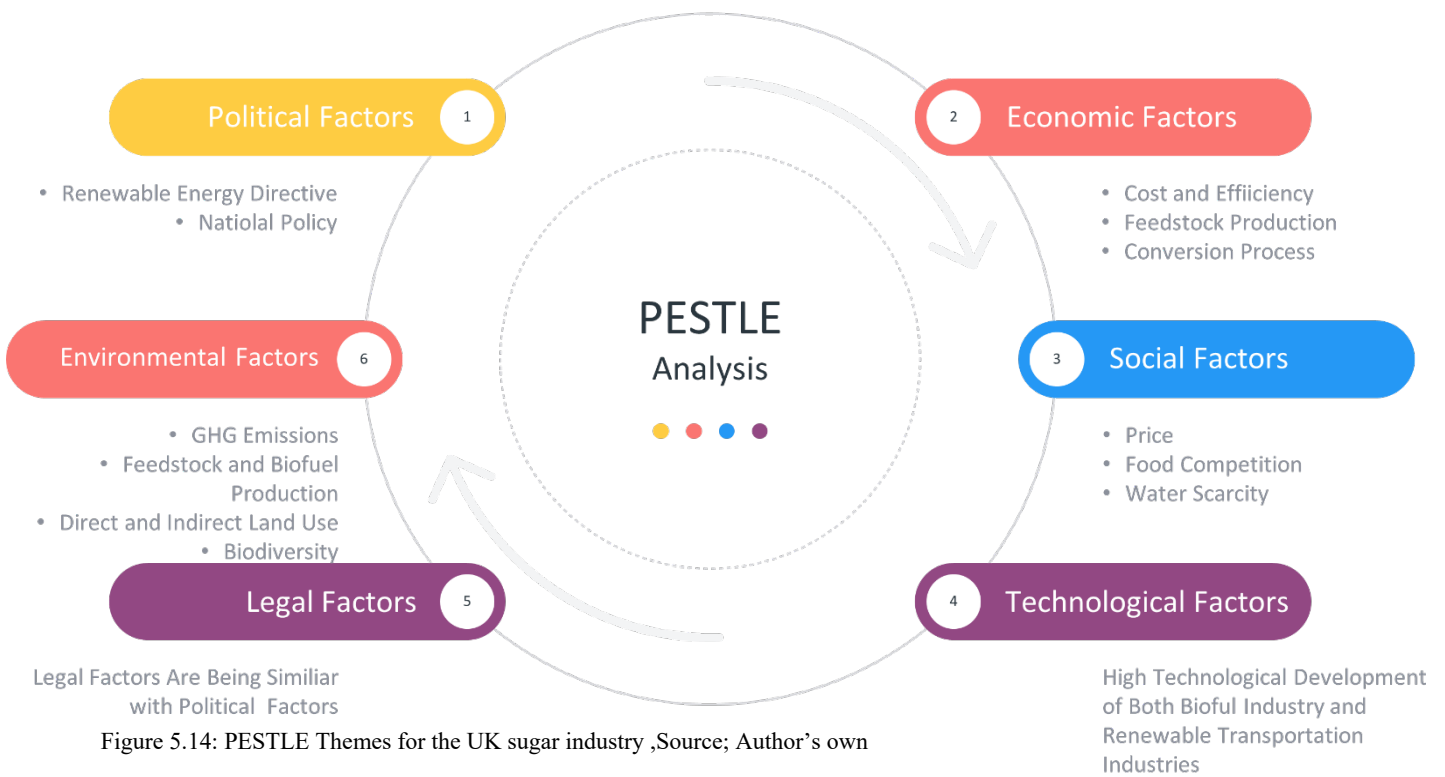 Political Factors
1
• Renewable Energy Directive
• Natiolal Policy
2
Economic Factors
• Cost and Effiiciency
• Feedstock Production
• Conversion Process
PESTLE
Analysis
3
Social Factors
• Price
• Food Competition
• Water Scarcity
4
Technological Factors
High Technological Development
of Both Bioful Industry and
Renewable Transportation
Industries
Legal Factors
5
Legal Factors Are Being Similiar
with Political Factors
Environmental Factors
6
• GHG Emissions
• Feedstock and Biofuel
Production
• Direct and Indirect Land Use
• Biodiversity
Figure 5.14: PESTLE Themes for the UK sugar industry ,Source; Author's own